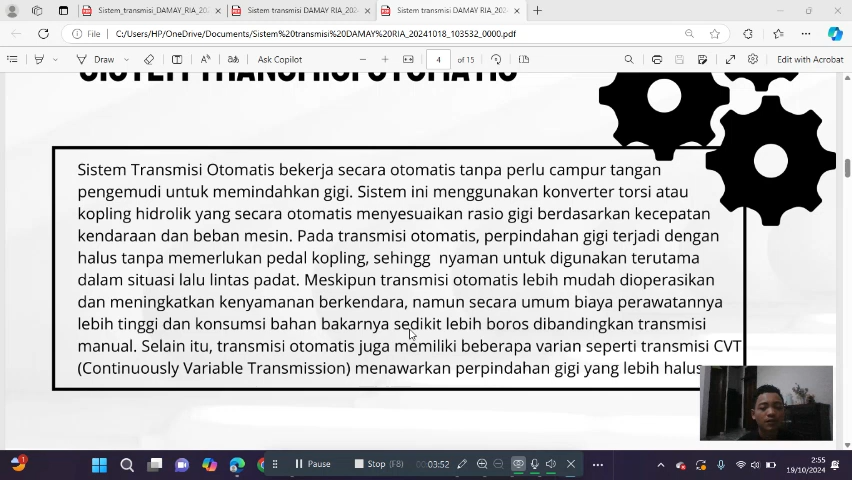 Sistem_transmisi_DAMAY_RIA_202
Sistem transmisi DAMAY RIA_20241
Sistem transmisi DAMAY RIA_20241
File
C:/Users/HP/OneDrive/Documents/Sistem%20transmisi%20DAMAY%20RIA_20241018_103532_0000.pdf
Draw
Ask Copilot
4 of 15
Edit with Acrobat
SISTEM TRANSMISI OTOMATIS
Sistem Transmisi Otomatis bekerja secara otomatis tanpa perlu campur tangan
pengemudi untuk memindahkan gigi. Sistem ini menggunakan konverter torsi atau
kopling hidrolik yang secara otomatis menyesuaikan rasio gigi berdasarkan kecepatan
kendaraan dan beban mesin. Pada transmisi otomatis, perpindahan gigi terjadi dengan
halus tanpa memerlukan pedal kopling, sehingg  nyaman untuk digunakan terutama
dalam situasi lalu lintas padat. Meskipun transmisi otomatis lebih mudah dioperasikan
dan meningkatkan kenyamanan berkendara, namun secara umum biaya perawatannya
lebih tinggi dan konsumsi bahan bakarnya sedikit lebih boros dibandingkan transmisi
manual. Selain itu, transmisi otomatis juga memiliki beberapa varian seperti transmisi CVT
(Continuously Variable Transmission) menawarkan perpindahan gigi yang lebih halus
Pause
Stop (F8)
03:52
2:55
19/10/2024